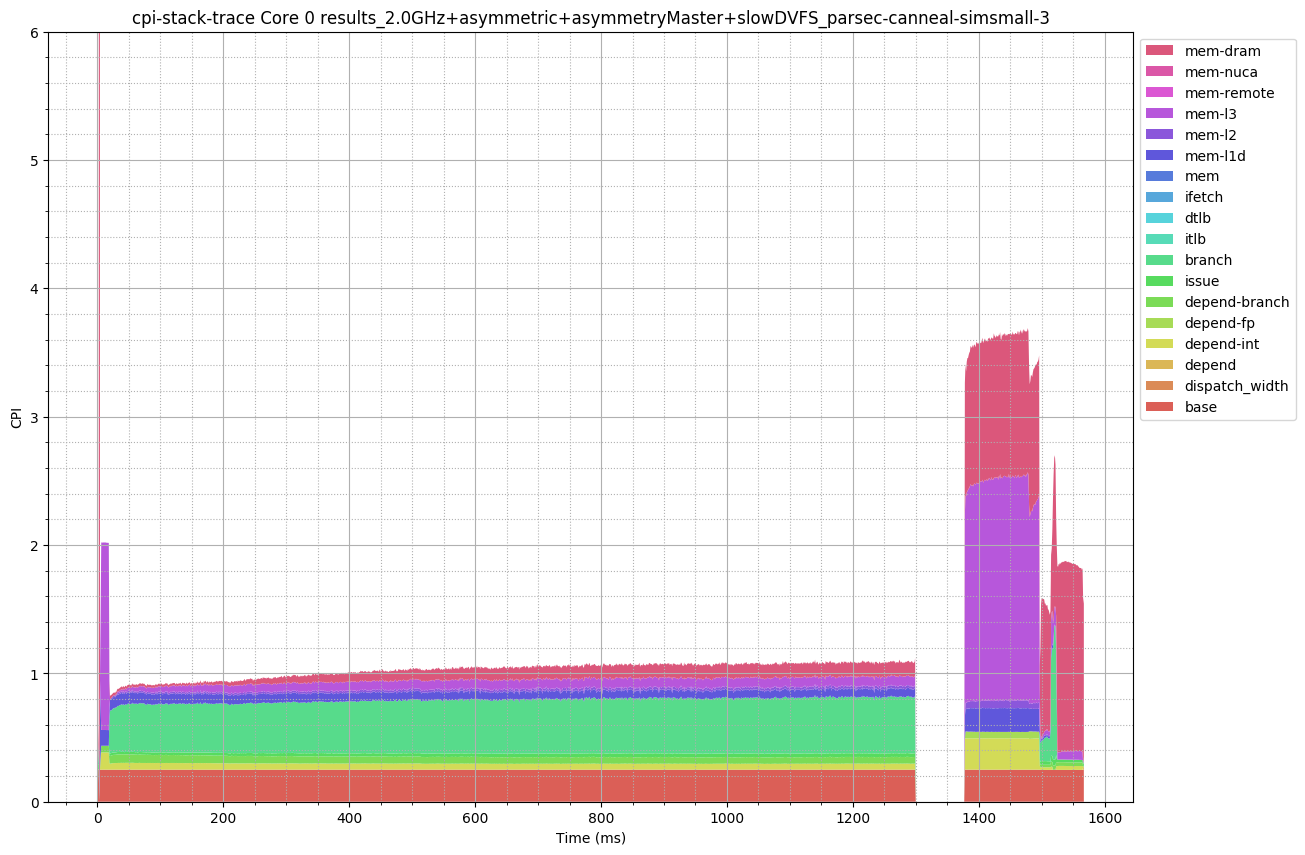 cpi-stack-trace Core 0 results_2.0GHz+asymmetric+asymmetryMaster+slowDVFS_parsec-canneal-simsmall-3
6
5
4
3
2
1
0
CPI
0 200 400 600 800 1000 1200 1400 1600
Time (ms)
mem-dram
mem-nuca
mem-remote
mem-l3
mem-l2
mem-l1d
mem
ifetch
dtlb
itlb
branch
issue
depend-branch
depend-fp
depend-int
depend
dispatch_width
base